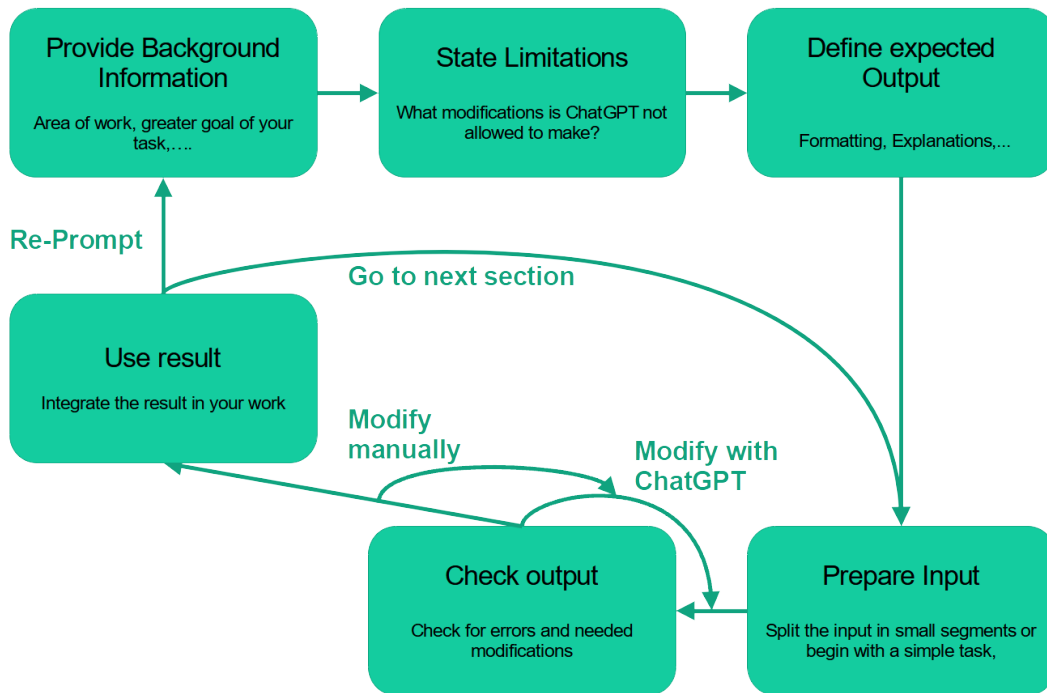 Provide Background
Information
Area of work, greater goal of your
task,….
State Limitations
What modifications is ChatGPT not
allowed to make?
Define expected
Output
Formatting, Explanations,...
Re-Prompt
Go to next section
Use result
Integrate the result in your work
Modify
manually
Modify with
ChatGPT
Check output
Check for errors and needed
modifications
Prepare Input
Split the input in small segments or
begin with a simple task,